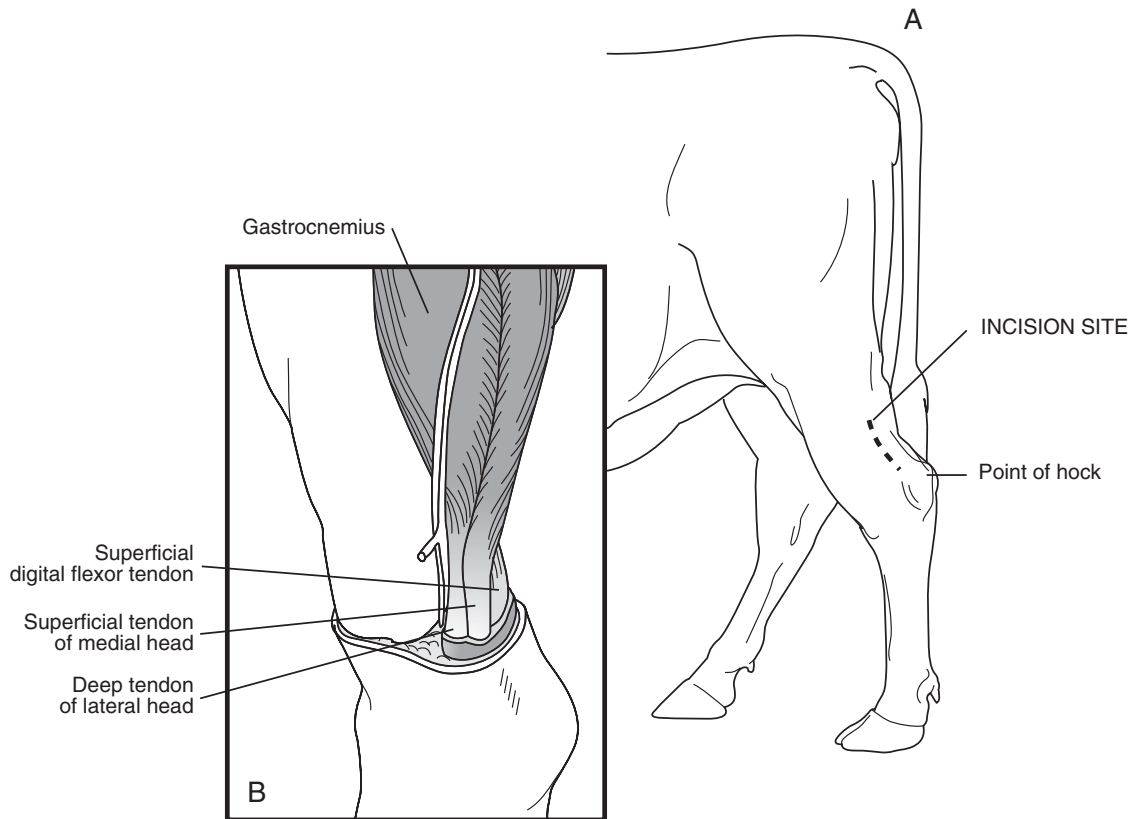 A
Gastrocnemius
INCISION SITE
Point of hock
Superficial
digital flexor tendon
Superficial tendon
of medial head
Deep tendon
of lateral head
B